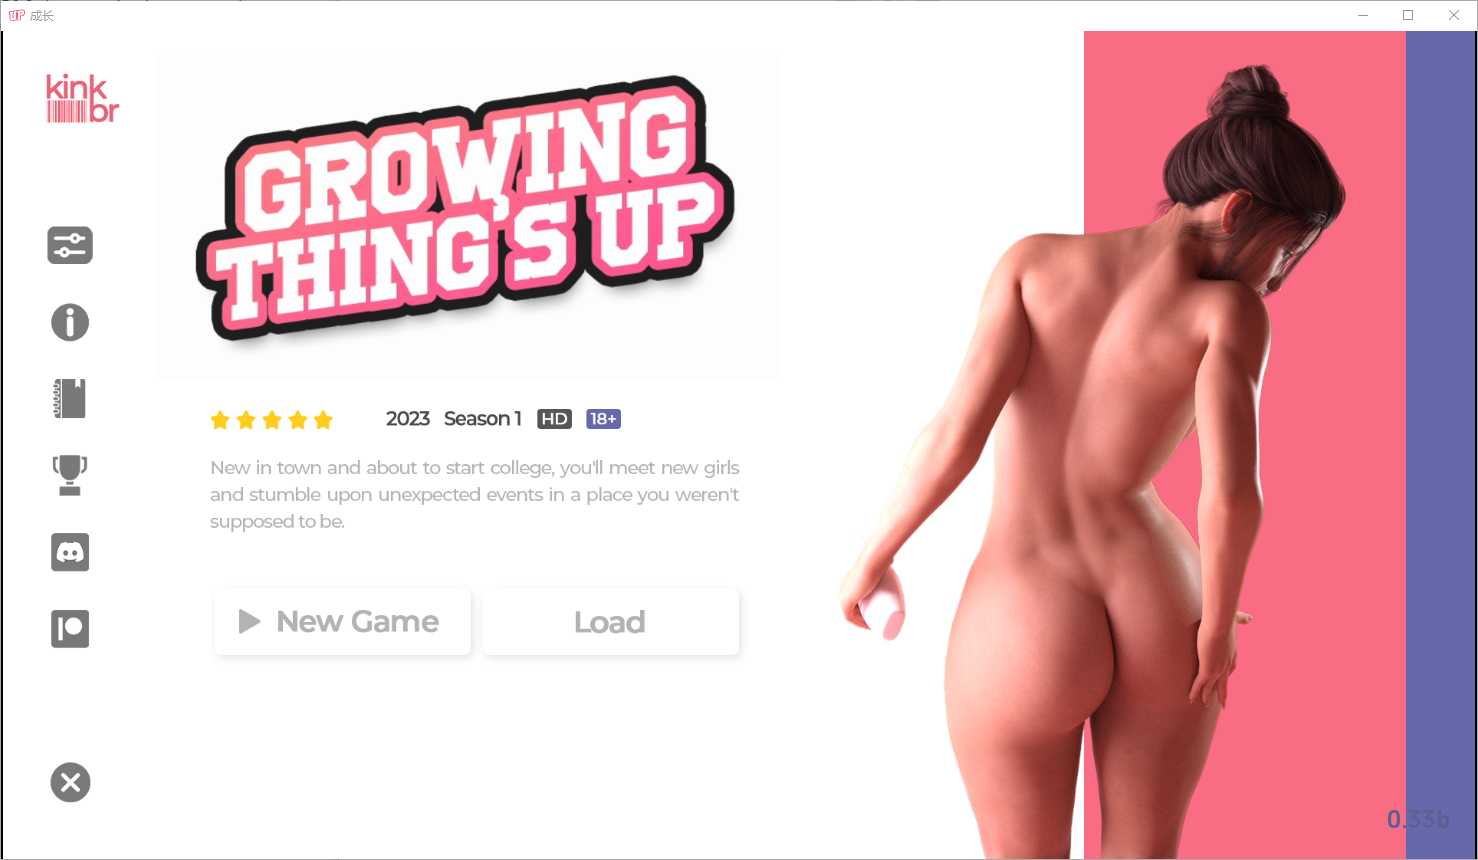 成长
kink
br
GROWING
THING'S UP
2023 Season 1 HD 18+
New in town and about to start college, you'll meet new girls
and stumble upon unexpected events in a place you weren't
supposed to be.
New Game
Load
0.33b